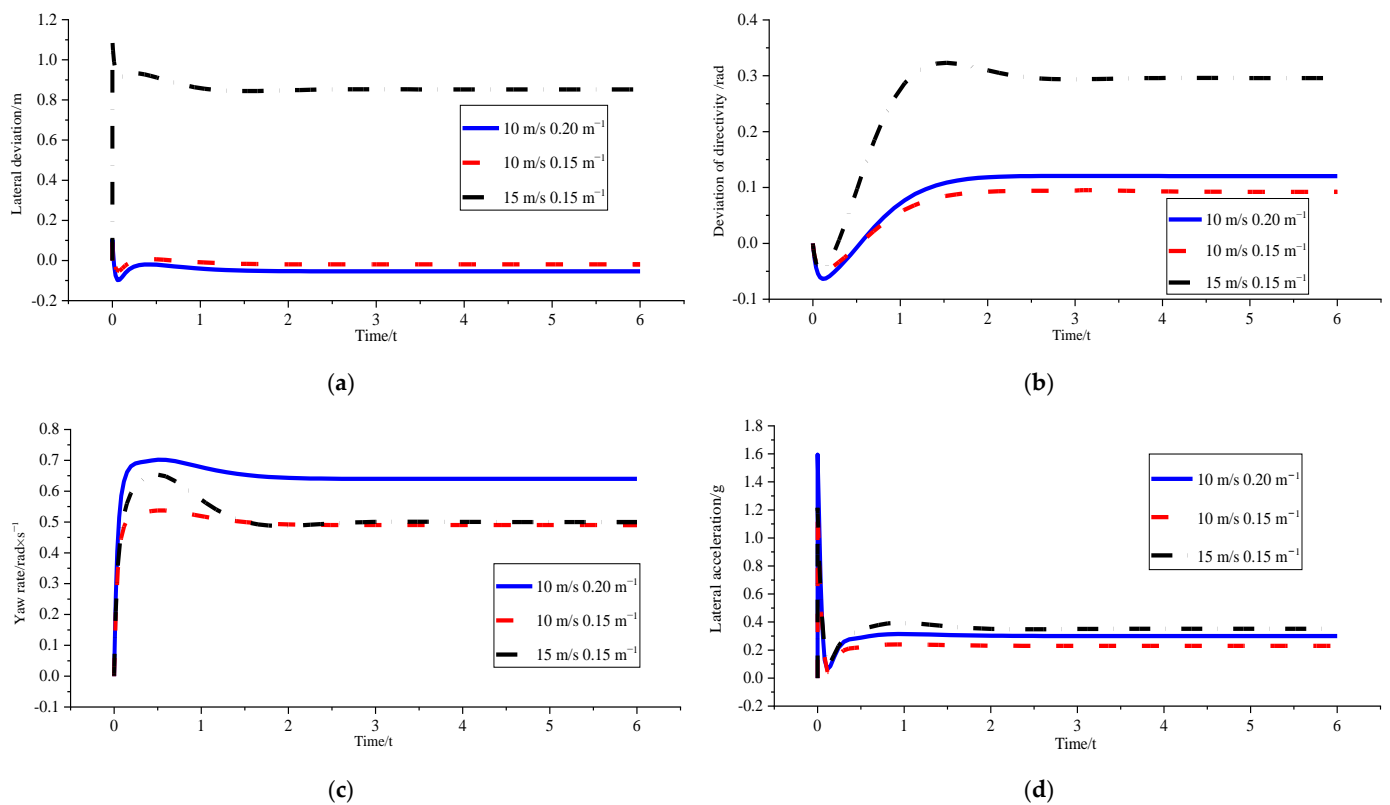 1.2
1.0
0.8
0.6
0.4
0.2
0.0
-0.2
Lateral deviation/m
10 m/s 0.20 m⁻¹
10 m/s 0.15 m⁻¹
15 m/s 0.15 m⁻¹
0 1 2 3 4 5 6
Time/t
(a)
0.4
0.3
0.2
0.1
0.0
-0.1
Deviation of directivity /rad
10 m/s 0.20 m⁻¹
10 m/s 0.15 m⁻¹
15 m/s 0.15 m⁻¹
0 1 2 3 4 5 6
Time/t
(b)
0.8
0.7
0.6
0.5
0.4
0.3
0.2
0.1
0.0
-0.1
Yaw rate/rad×s⁻¹
10 m/s 0.20 m⁻¹
10 m/s 0.15 m⁻¹
15 m/s 0.15 m⁻¹
0 1 2 3 4 5 6
Time/t
(c)
1.8
1.6
1.4
1.2
1.0
0.8
0.6
0.4
0.2
0.0
-0.2
Lateral acceleration/g
10 m/s 0.20 m⁻¹
10 m/s 0.15 m⁻¹
15 m/s 0.15 m⁻¹
0 1 2 3 4 5 6
Time/t
(d)